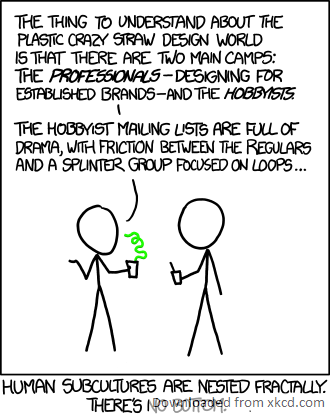 THE THING TO UNDERSTAND ABOUT THE
PLASTIC CRAZY STRAW DESIGN WORLD
IS THAT THERE ARE TWO MAIN CAMPS:
THE PROFESSIONALS—DESIGNING FOR
ESTABLISHED BRANDS—AND THE HOBBYISTS.
THE HOBBYIST MAILING LISTS ARE FULL OF
DRAMA, WITH FRICTION BETWEEN THE REGULARS
AND A SPLINTER GROUP FOCUSED ON LOOPS...
HUMAN SUBCULTURES ARE NESTED FRACTALLY.
THERE'S NO BOTTOM.
Downloaded from xkcd.com